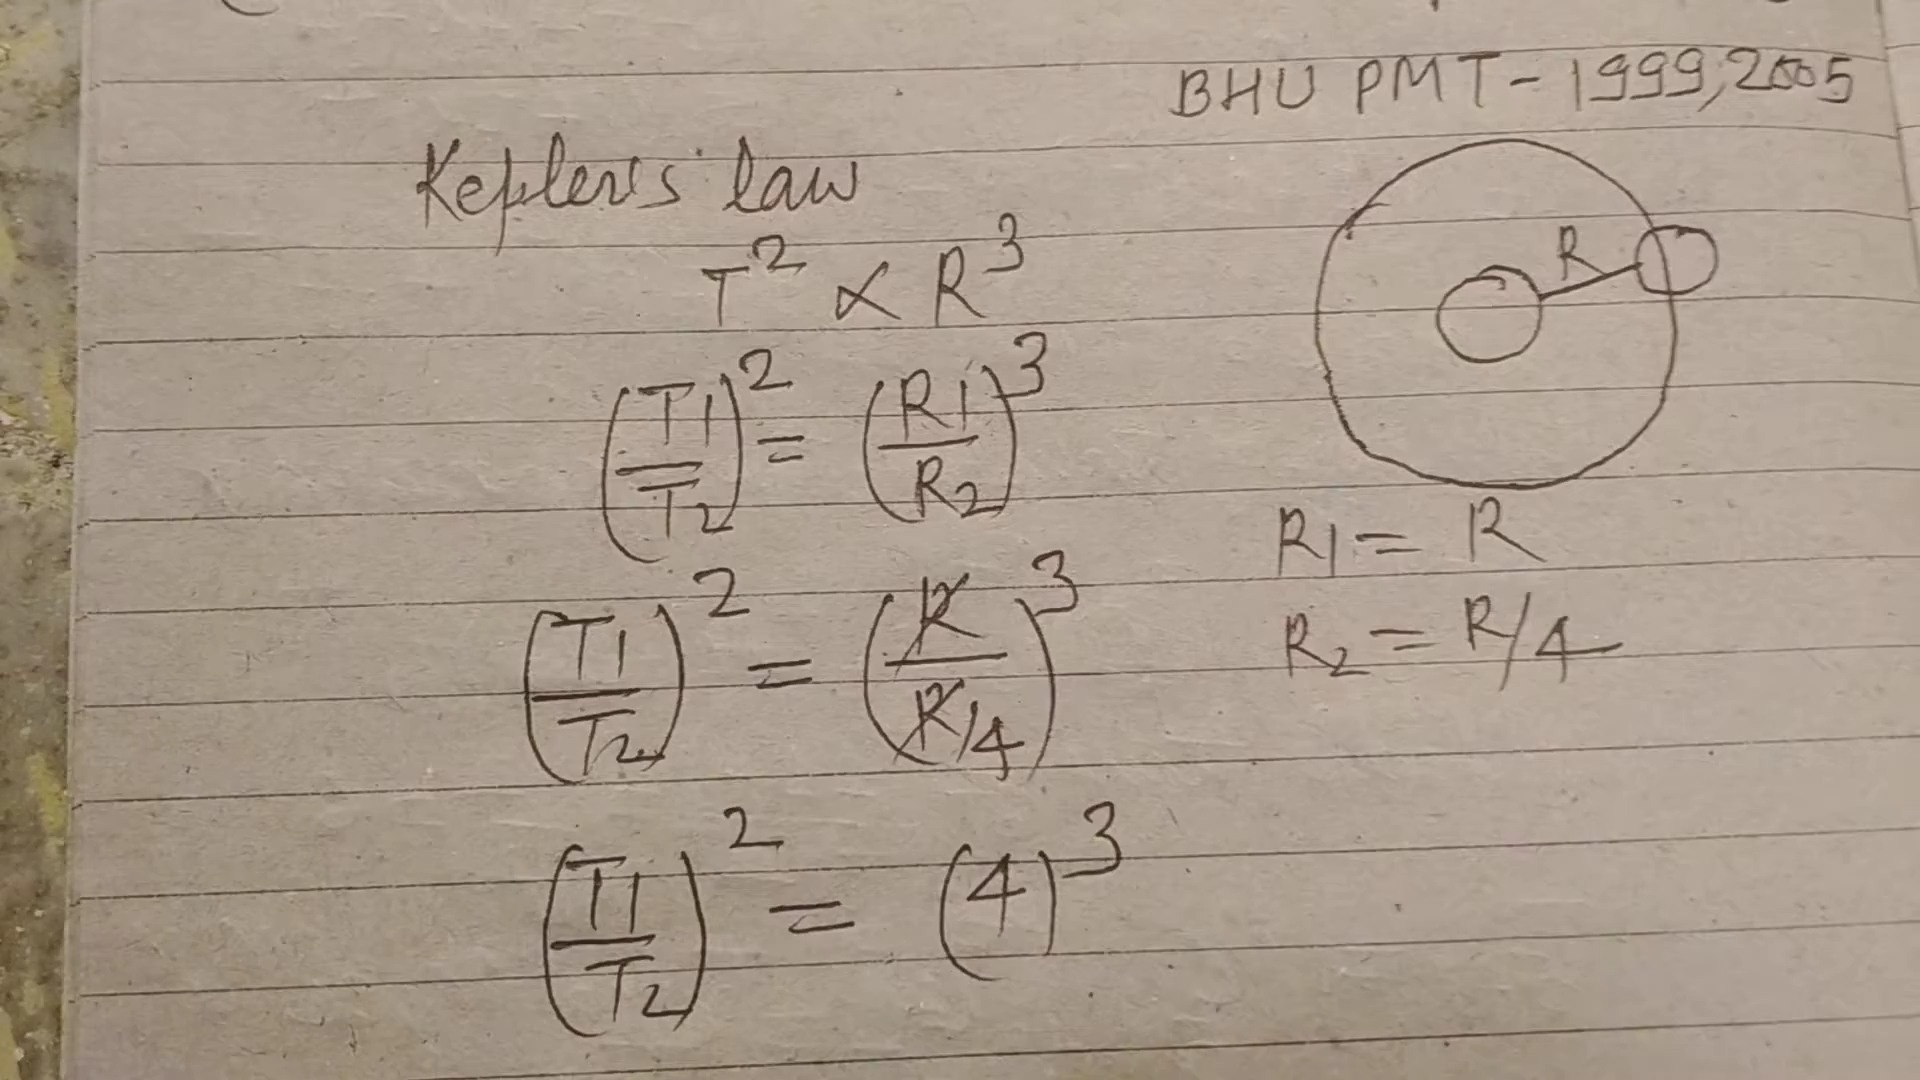 BHU PMT - 1999, 2005
Kepler's law
T² ∝ R³
R
(T1/T2)² = (R1/R2)³
R1 = R
(T1/T2)² = (R/R/4)³
R2 = R/4
(T1/T2)² = (4)³